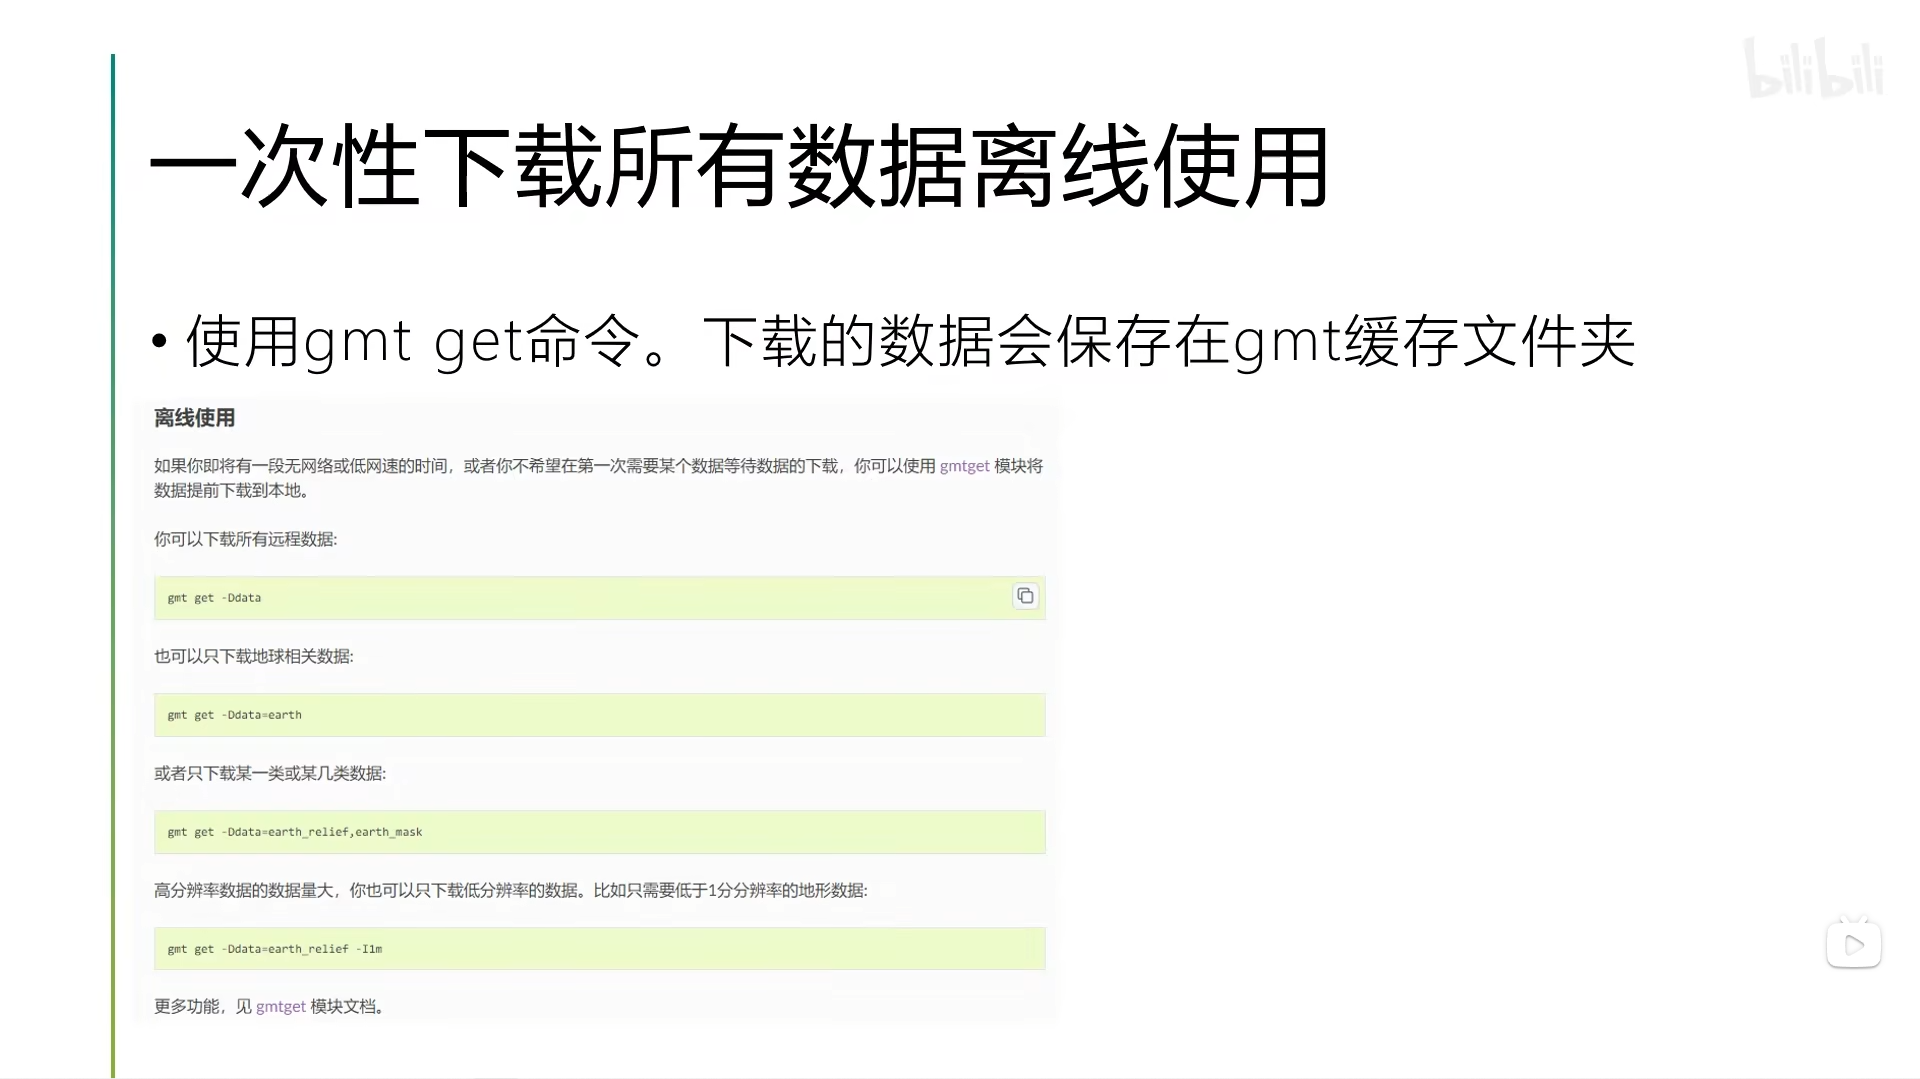 bilibili
一次性下载所有数据离线使用
• 使用gmt get命令。下载的数据会保存在gmt缓存文件夹
离线使用
如果你即将有一段无网络或低网速的时间，或者你不希望在第一次需要某个数据等待数据的下载，你可以使用 gmtget 模块将
数据提前下载到本地。
你可以下载所有远程数据:
gmt get -Ddata
也可以只下载地球相关数据:
gmt get -Ddata=earth
或者只下载某一类或某几类数据:
gmt get -Ddata=earth_relief,earth_mask
高分辨率数据的数据量大，你也可以只下载低分辨率的数据。比如只需要低于1分分辨率的地形数据:
gmt get -Ddata=earth_relief -I1m
更多功能，见 gmtget 模块文档。